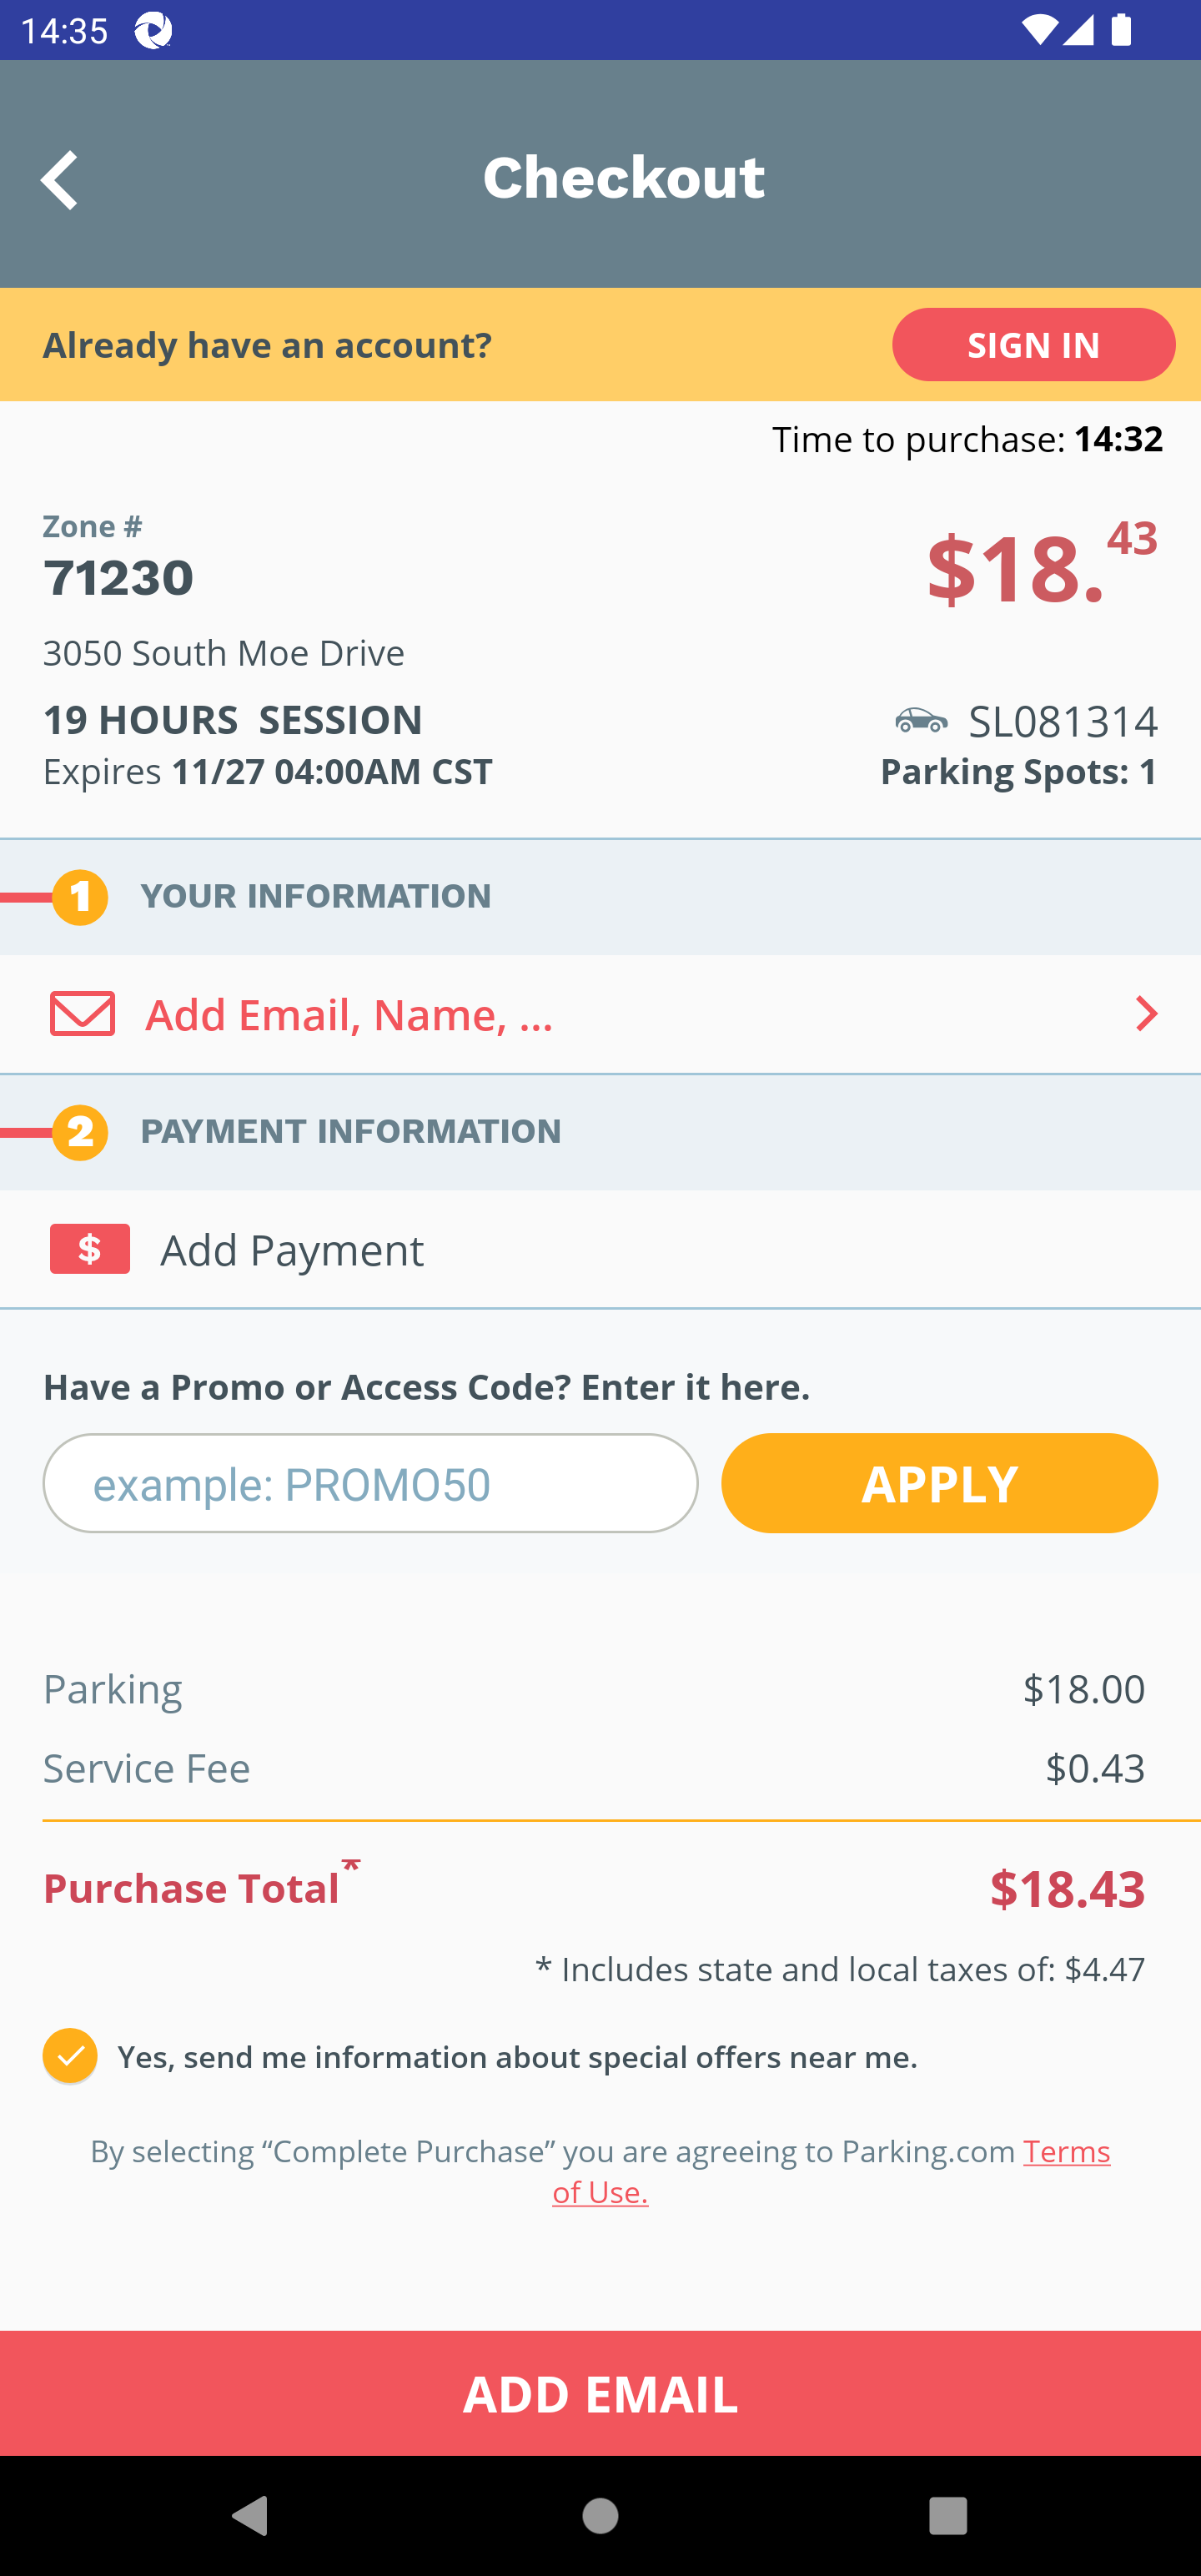 14:35
Checkout
Already have an account?
SIGN IN
Time to purchase: 14:32
Zone #
71230
$18.43
3050 South Moe Drive
19 HOURS  SESSION
SL081314
Expires 11/27 04:00AM CST
Parking Spots: 1
1
YOUR INFORMATION
Add Email, Name, ...
2
PAYMENT INFORMATION
$
Add Payment
Have a Promo or Access Code? Enter it here.
example: PROMO50
APPLY
Parking
$18.00
Service Fee
$0.43
Purchase Total*
$18.43
* Includes state and local taxes of: $4.47
Yes, send me information about special offers near me.
By selecting “Complete Purchase” you are agreeing to Parking.com Terms
of Use.
ADD EMAIL